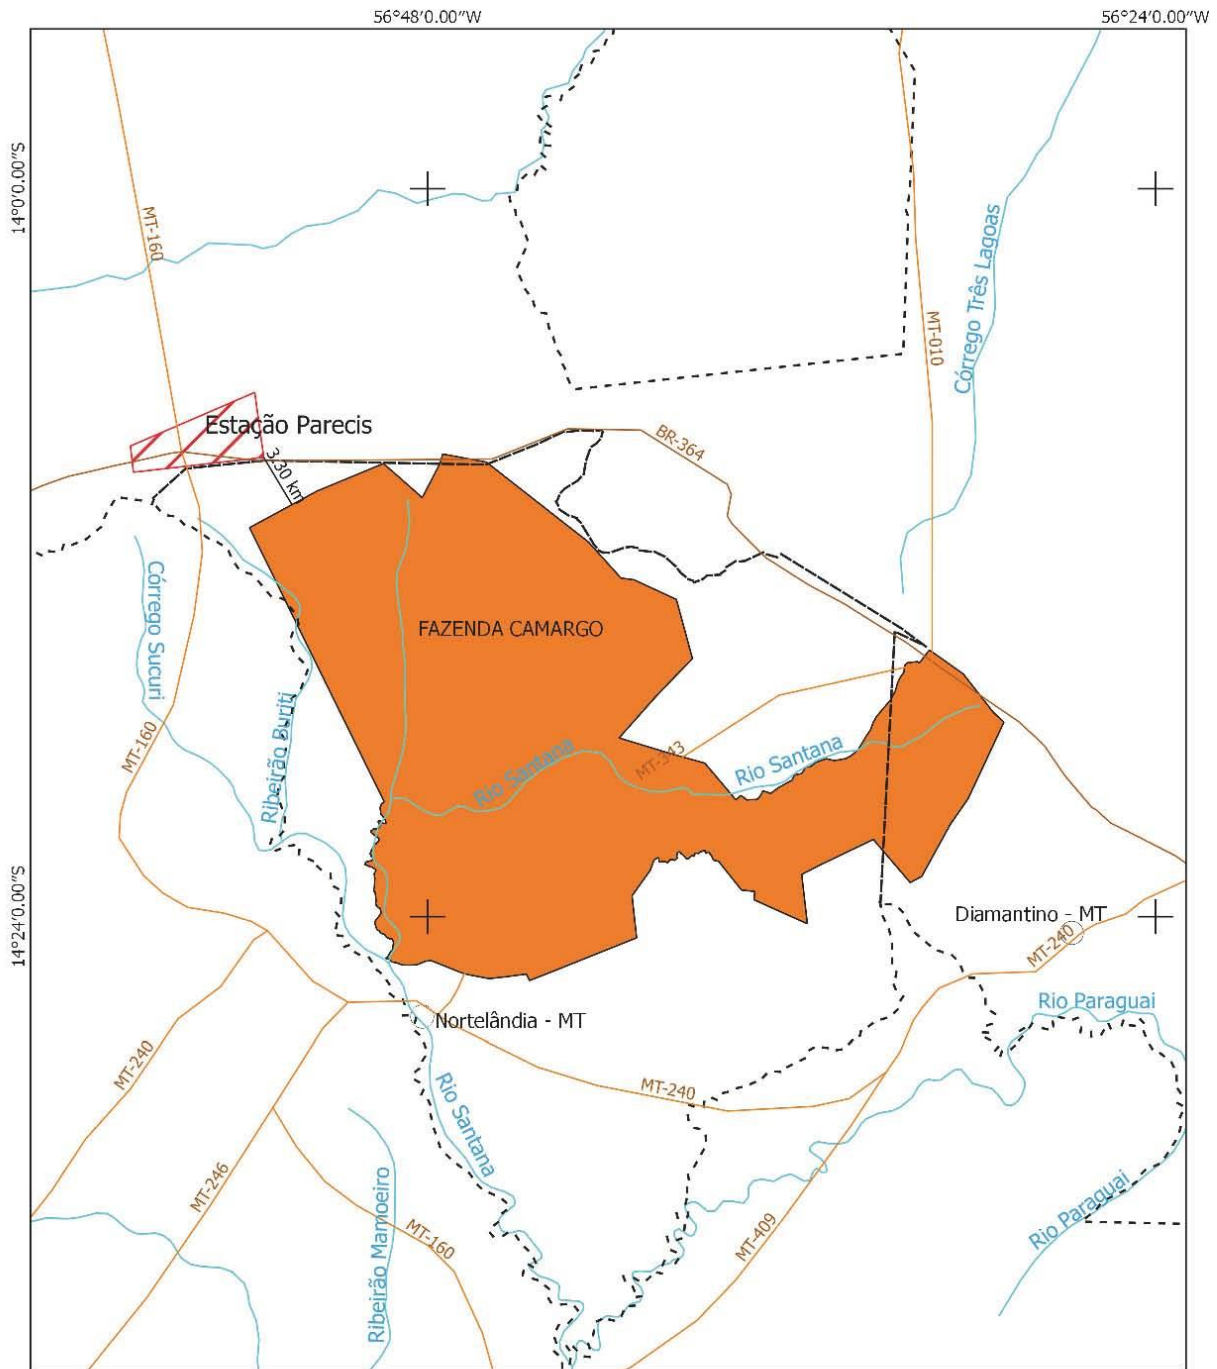 56°48'0.00"W
56°24'0.00"W
14°0'0.00"S
MT-160
Córrego Três Lagoas
MT-010
Estação Parecis
BR-364
3.30 km
Córrego Sucuri
FAZENDA CAMARGO
Ribeirão Buriti
MT-160
Rio Santana
MT-343
Rio Santana
14°24'0.00"S
Diamantino - MT
MT-240
Rio Paraguai
Nortelândia - MT
MT-240
MT-240
Rio Santana
MT-246
Ribeirão Mamoeiro
MT-160
MT-409
Rio Paraguai